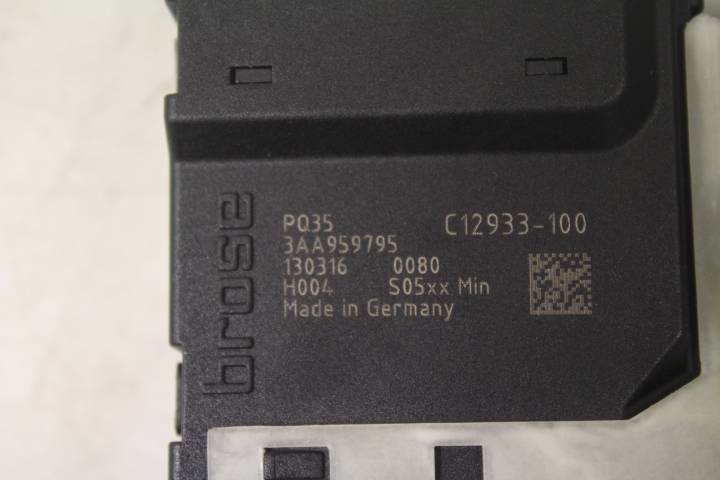 brose
PQ35 C12933-100
3AA959795
130316 0080
H004 S05xx Min
Made in Germany